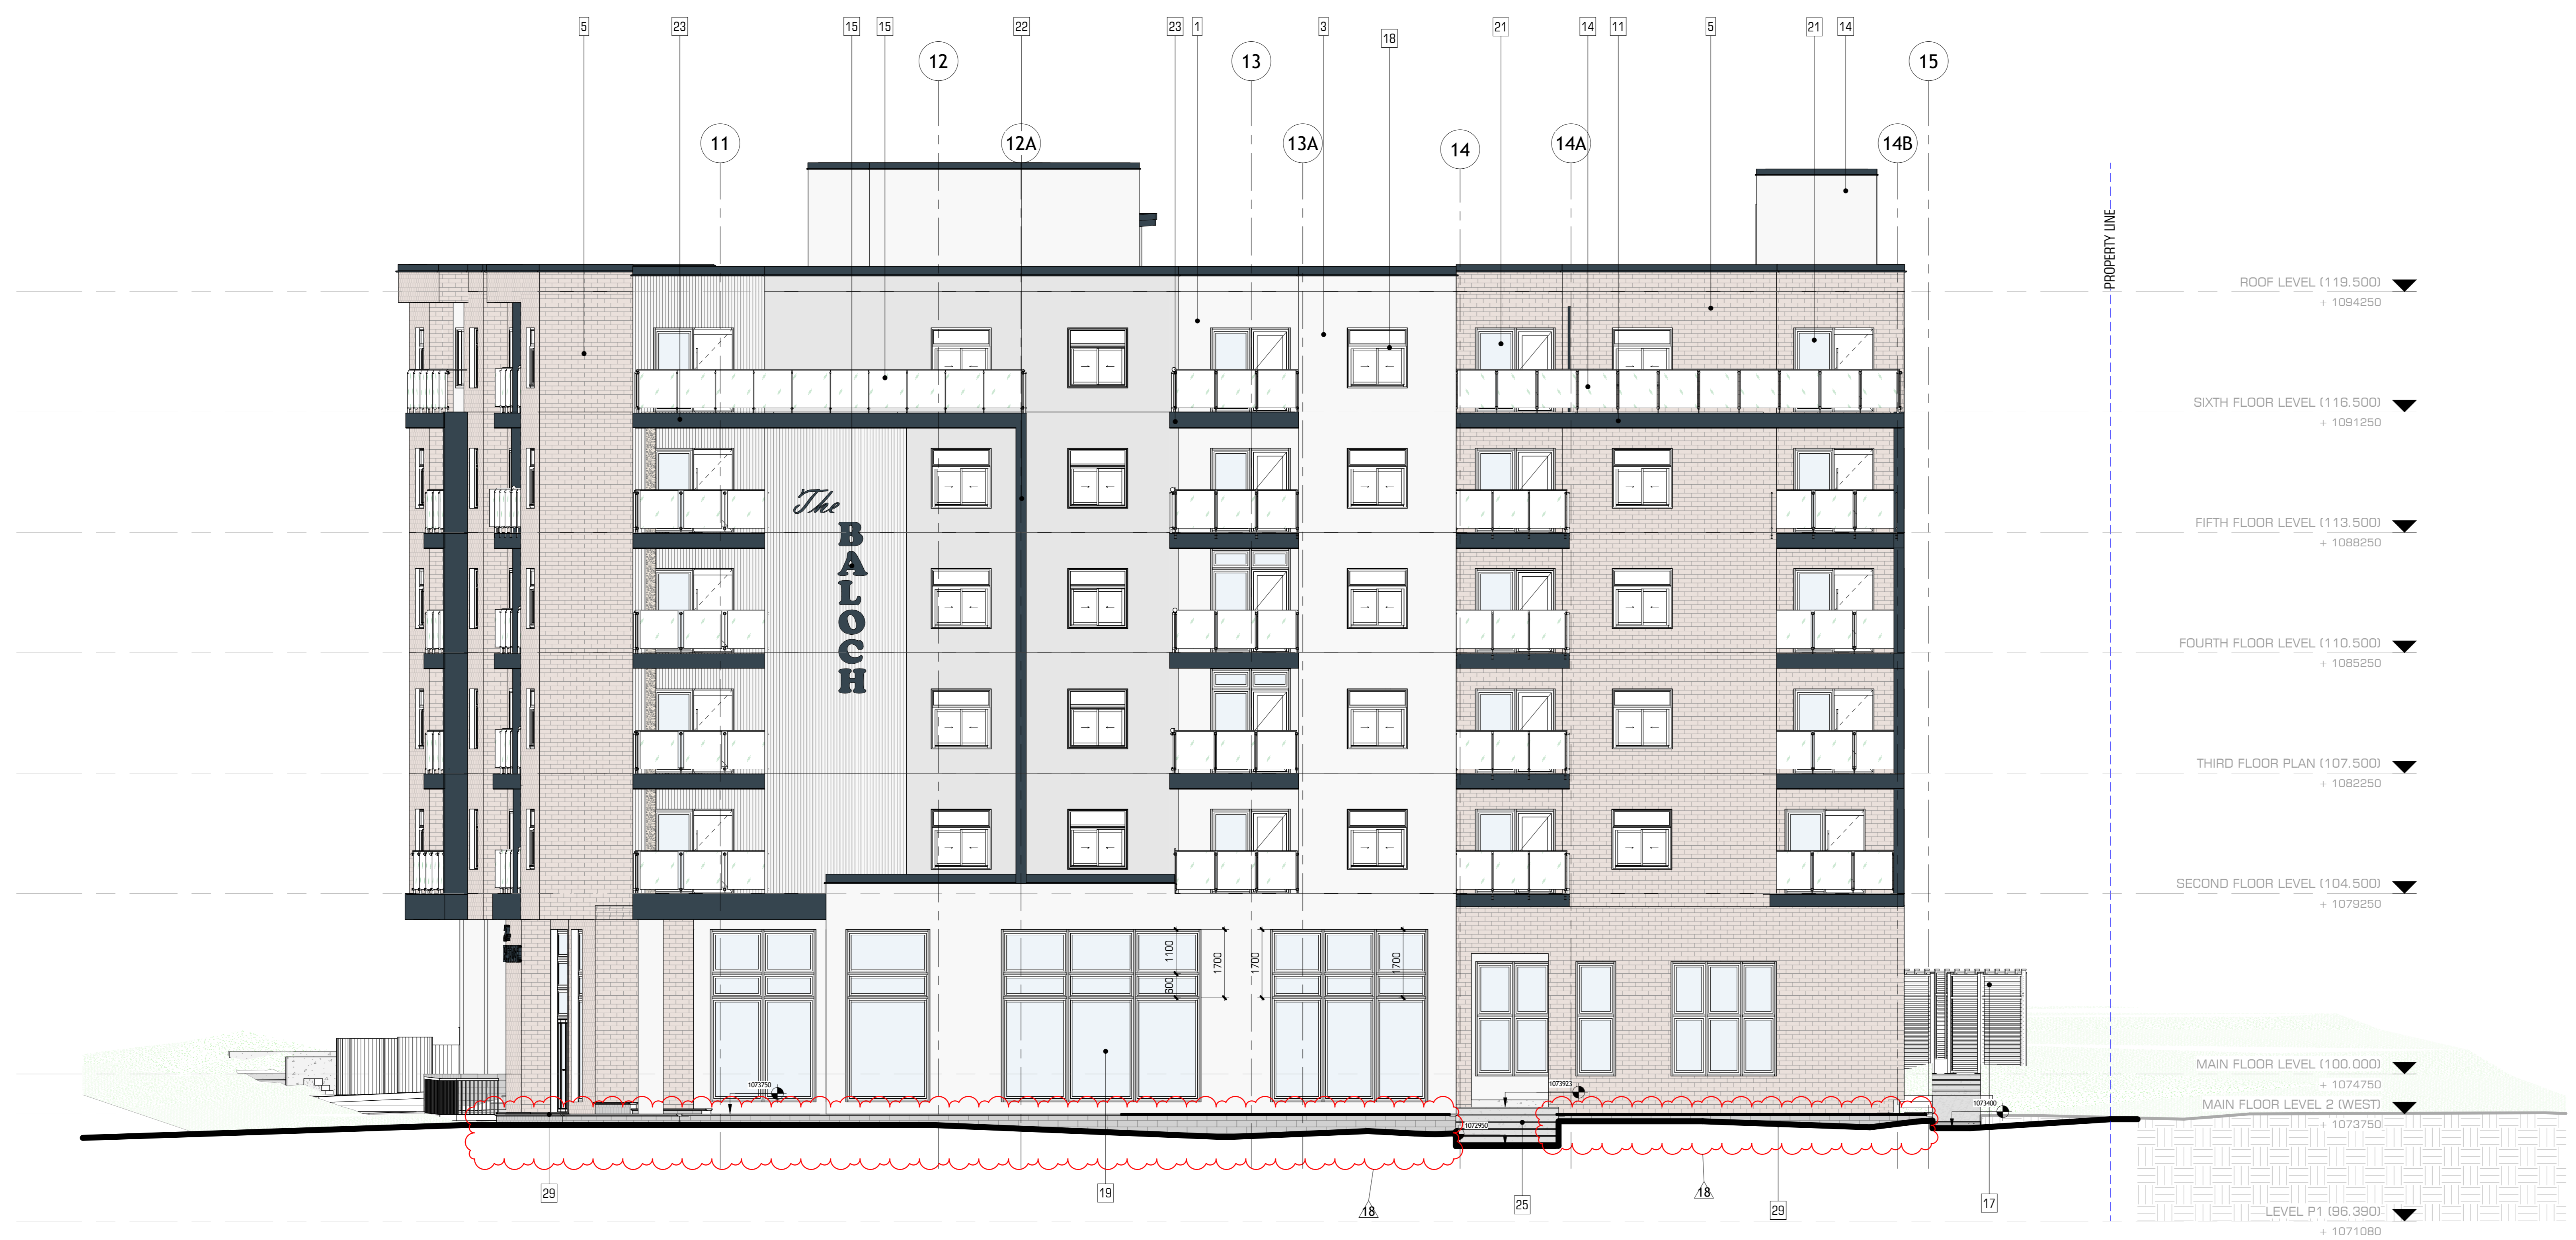 5
23
15
15
22
23
1
3
18
21
14
11
5
21
14
12
13
15
11
12A
13A
14
14A
14B
PROPERTY LINE
ROOF LEVEL (119.500)
+ 1094250
SIXTH FLOOR LEVEL (116.500)
+ 1091250
The
BALOCH
FIFTH FLOOR LEVEL (113.500)
+ 1088250
FOURTH FLOOR LEVEL (110.500)
+ 1085250
THIRD FLOOR PLAN (107.500)
+ 1082250
SECOND FLOOR LEVEL (104.500)
+ 1079250
1100
600
1700
1700
1700
MAIN FLOOR LEVEL (100.000)
+ 1074750
1073750
1073923
1073400
MAIN FLOOR LEVEL 2 (WEST)
+ 1073750
1072950
29
19
18
25
18
29
17
LEVEL P1 (96.390)
+ 1071080